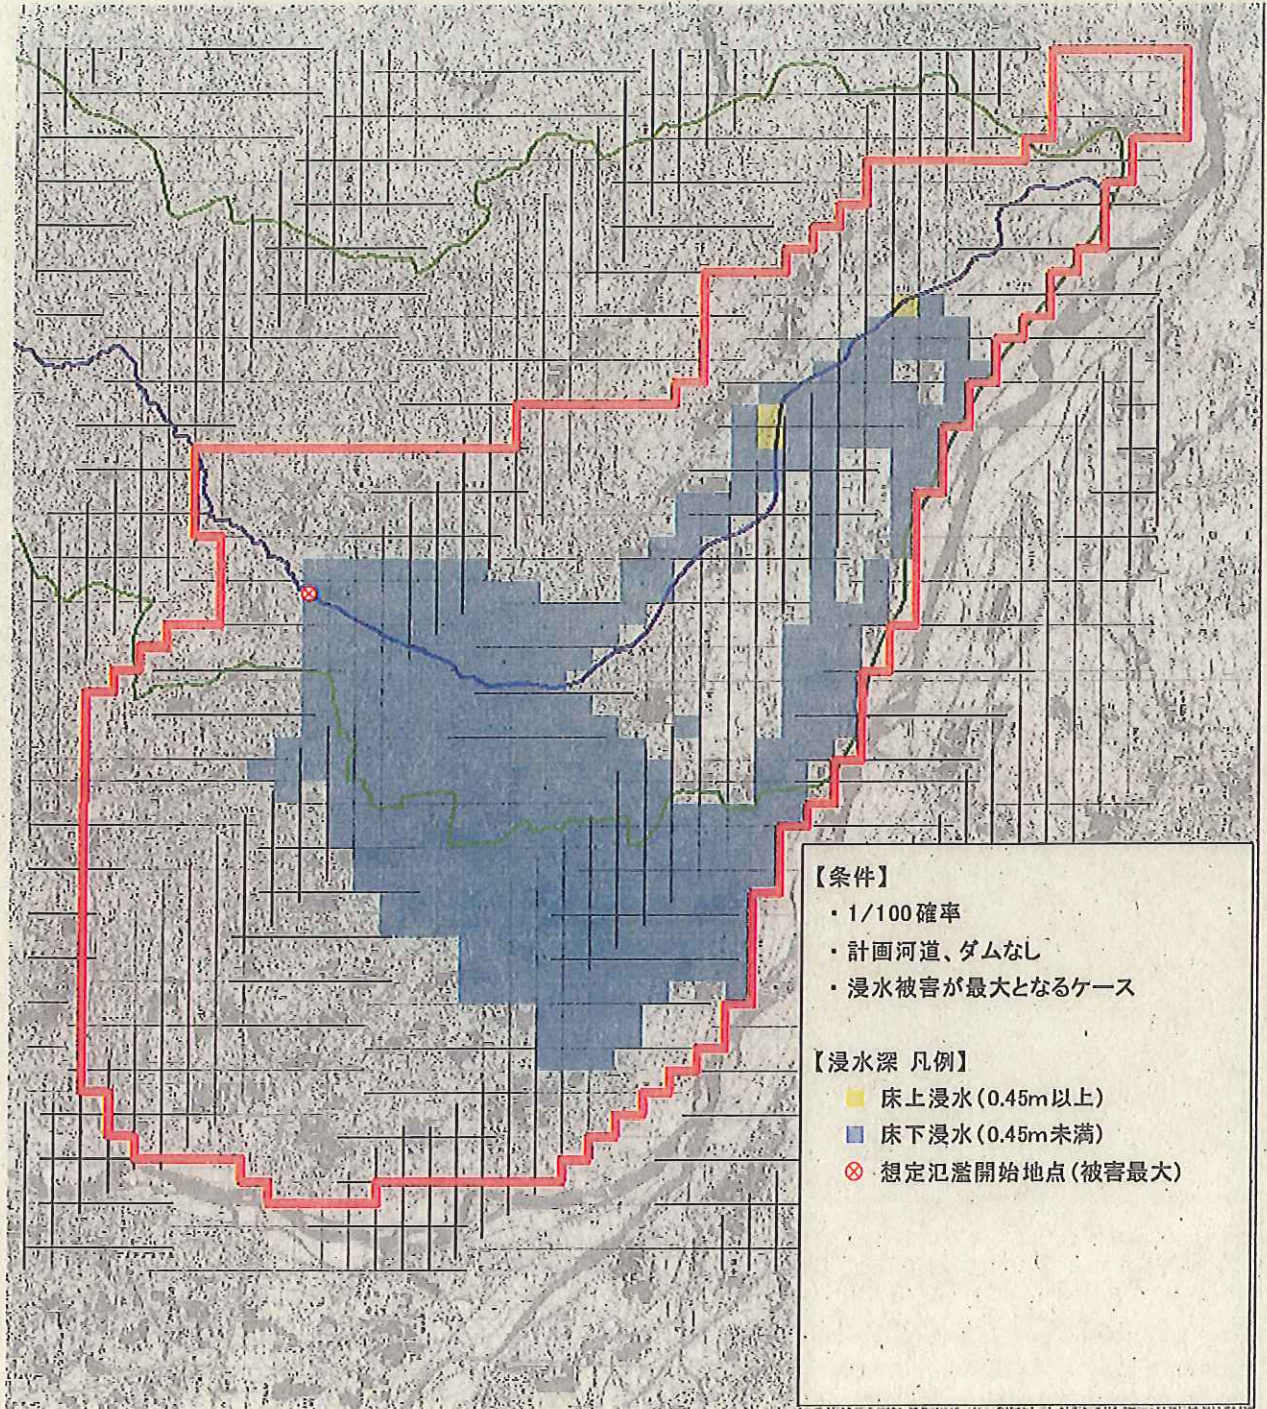 【条件】
・1/100確率
・計画河道、ダムなし
・浸水被害が最大となるケース
【浸水深 凡例】
床上浸水(0.45m以上)
床下浸水(0.45m未満)
想定氾濫開始地点(被害最大)